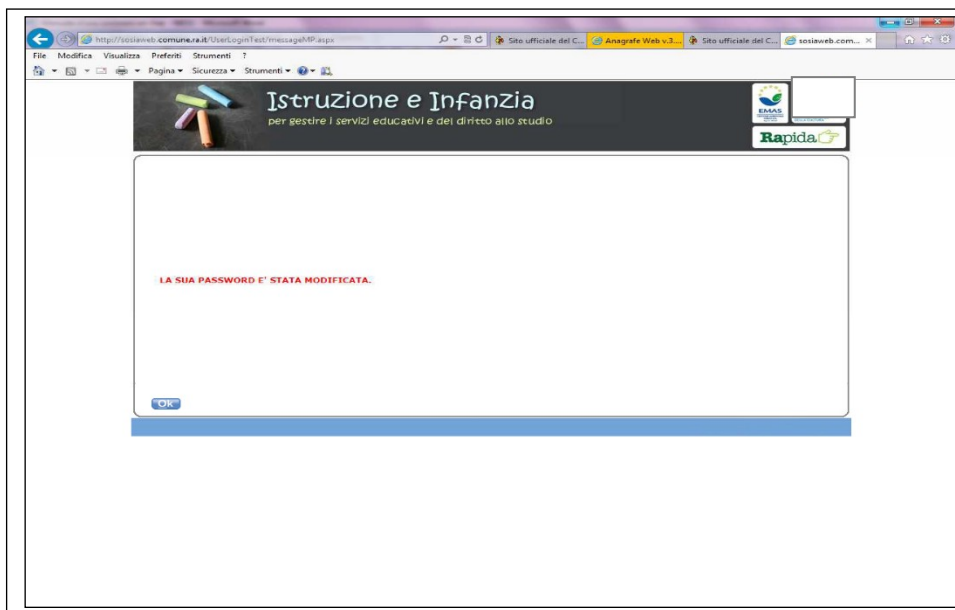 http://sosiaweb.comune.ra.it/UserLoginTest/messageMP.aspx
Sito ufficiale del C...
Anagrafe Web v.3....
Sito ufficiale del C...
sosiaweb.com...
File Modifica Visualizza Preferiti Strumenti ?
Pagina Sicurezza Strumenti
Istruzione e Infanzia
per gestire i servizi educativi e del diritto allo studio
EMAS
Rapida
LA SUA PASSWORD E' STATA MODIFICATA.
Ok